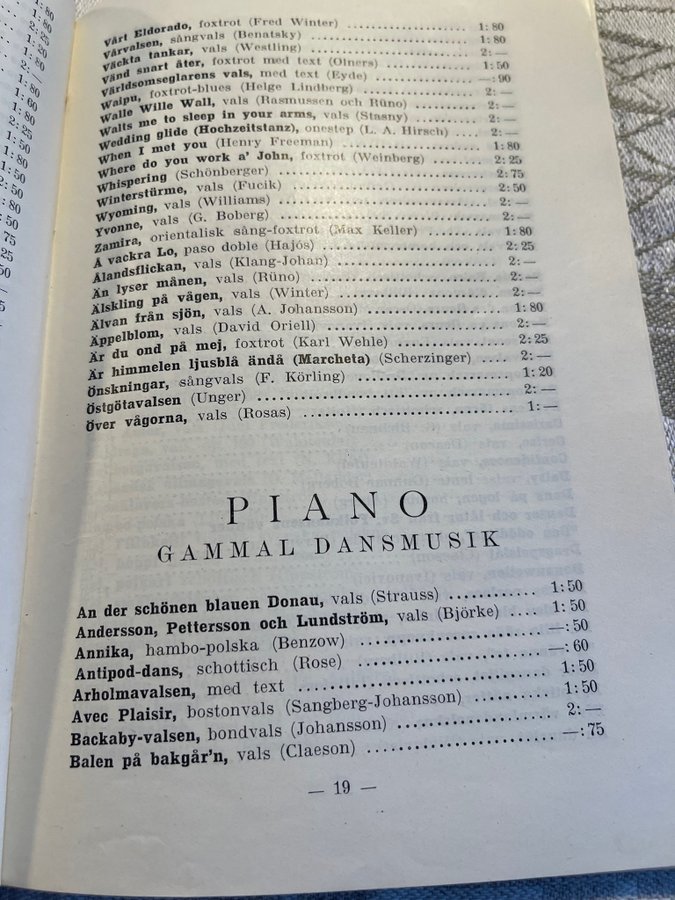 Vårt Eldorado, foxtrot (Fred Winter) .................. 1:80
Vårvalsen, sångvals (Benatsky) .................. 1:80
Väckta tankar, vals (Westling) .................. 2:—
Vänd snart åter, foxtrot med text (Olners) .................. 1:50
Världsomseglarens vals, med text (Eyde) .................. —:90
Waipu, foxtrot-blues (Helge Lindberg) .................. 2:—
Walle Wille Wall, vals (Rasmussen och Rüno) .................. 2:—
Walts me to sleep in your arms, vals (Stasny) .................. 2:—
Wedding glide (Hochzeitstanz), onestep (L. A. Hirsch) .... 2:—
When I met you (Henry Freeman) .................. 1:80
Where do you work a' John, foxtrot (Weinberg) .................. 2:25
Whispering (Schönberger) .................. 2:75
Winterstürme, vals (Fucik) .................. 2:50
Wyoming, vals (Williams) .................. 2:—
Yvonne, vals (G. Boberg) .................. 2:—
Zamira, orientalisk sång-foxtrot (Max Keller) .................. 1:80
Å vackra Lo, paso doble (Hajós) .................. 2:25
Ålandsflickan, vals (Klang-Johan) .................. 2:—
Än lyser månen, vals (Rüno) .................. 2:—
Älskling på vägen, vals (Winter) .................. 2:—
Älvan från sjön, vals (A. Johansson) .................. 1:80
Äppelblom, vals (David Oriell) .................. 2:—
Är du ond på mej, foxtrot (Karl Wehle) .................. 2:25
Är himmelen ljusblå ändå (Marcheta) (Scherzinger) .... 2:—
Önskningar, sångvals (F. Körling) .................. 1:20
Östgötavalsen (Unger) .................. 2:—
Över vågorna, vals (Rosas) .................. 1:—
PIANO
GAMMAL DANSMUSIK
An der schönen blauen Donau, vals (Strauss) ............ 1:50
Andersson, Pettersson och Lundström, vals (Björke) .... 1:50
Annika, hambo-polska (Benzow) .................. —:50
Antipod-dans, schottisch (Rose) .................. —:60
Arholmavalsen, med text .................. 1:50
Avec Plaisir, bostonvals (Sangberg-Johansson) .................. 1:50
Backaby-valsen, bondvals (Johansson) .................. 2:—
Balen på bakgår'n, vals (Claeson) .................. —:75
— 19 —